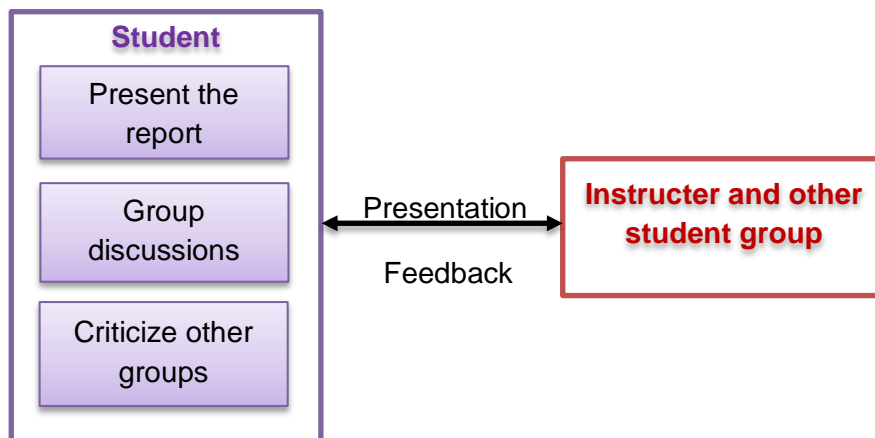 Student
Present the
report
Group
discussions
Criticize other
groups
Presentation
Feedback
Instructer and other
student group